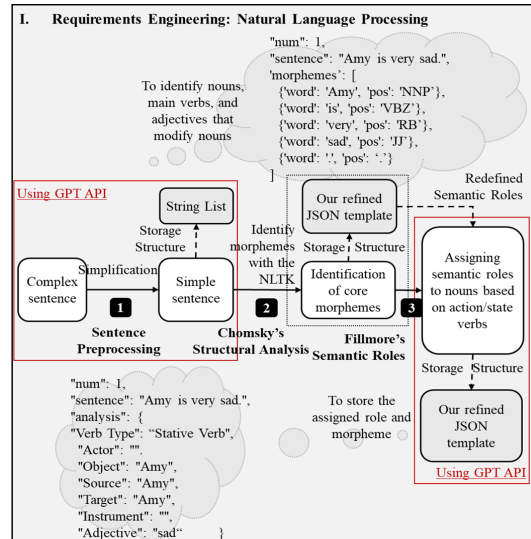 I. Requirements Engineering: Natural Language Processing
"num": 1,
"sentence": "Amy is very sad.",
'morphemes’: [
{'word': 'Amy', 'pos': 'NNP’},
{'word': 'is', 'pos': 'VBZ’},
{'word': 'very', 'pos': 'RB’},
{'word': 'sad', 'pos': 'JJ’},
{'word': '.', 'pos': ‘.’}
]
To identify nouns,
main verbs, and
adjectives that
modify nouns
Using GPT API
String List
Storage
Structure
Identify
morphemes
with the
NLTK
Our refined
JSON template
Redefined
Semantic Roles
Storage
Structure
Complex
sentence
Simplification
Simple
sentence
Identification
of core
morphemes
Assigning
semantic roles
to nouns based
on action/state
verbs
1
Sentence
Preprocessing
2
Chomsky's
Structural Analysis
3
Fillmore's
Semantic Roles
Storage
Structure
Our refined
JSON
template
Using GPT API
To store the
assigned role and
morpheme
"num": 1,
"sentence": "Amy is very sad.",
"analysis": {
"Verb Type": “Stative Verb",
"Actor": "".
"Object": "Amy",
"Source": "Amy",
"Target": "Amy",
"Instrument": "",
"Adjective": "sad“ }